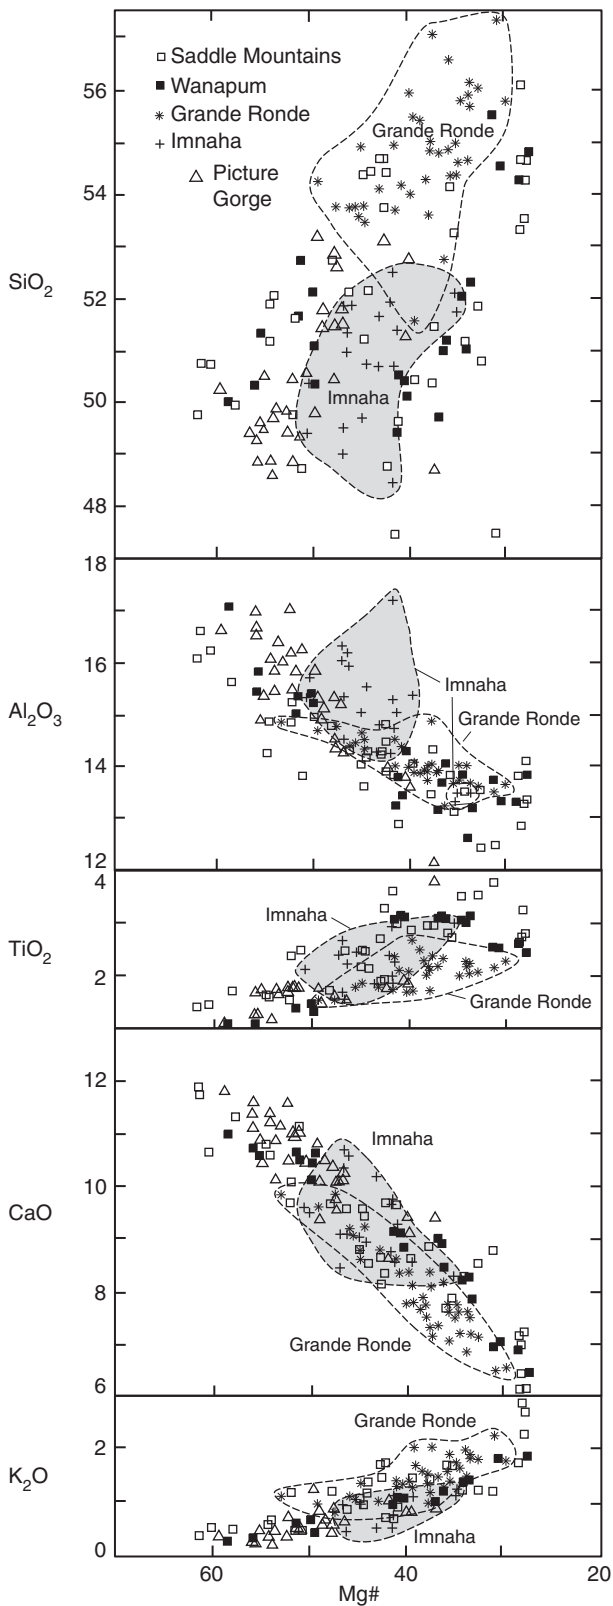 Saddle Mountains
Wanapum
Grande Ronde
Imnaha
Picture
Gorge
Grande Ronde
Imnaha
SiO2
56
54
52
50
48
18
Al2O3
16
14
12
Imnaha
Grande Ronde
4
TiO2
2
Imnaha
Grande Ronde
12
CaO
10
8
6
Imnaha
Grande Ronde
K2O
2
1
0
Grande Ronde
Imnaha
60
40
20
Mg#